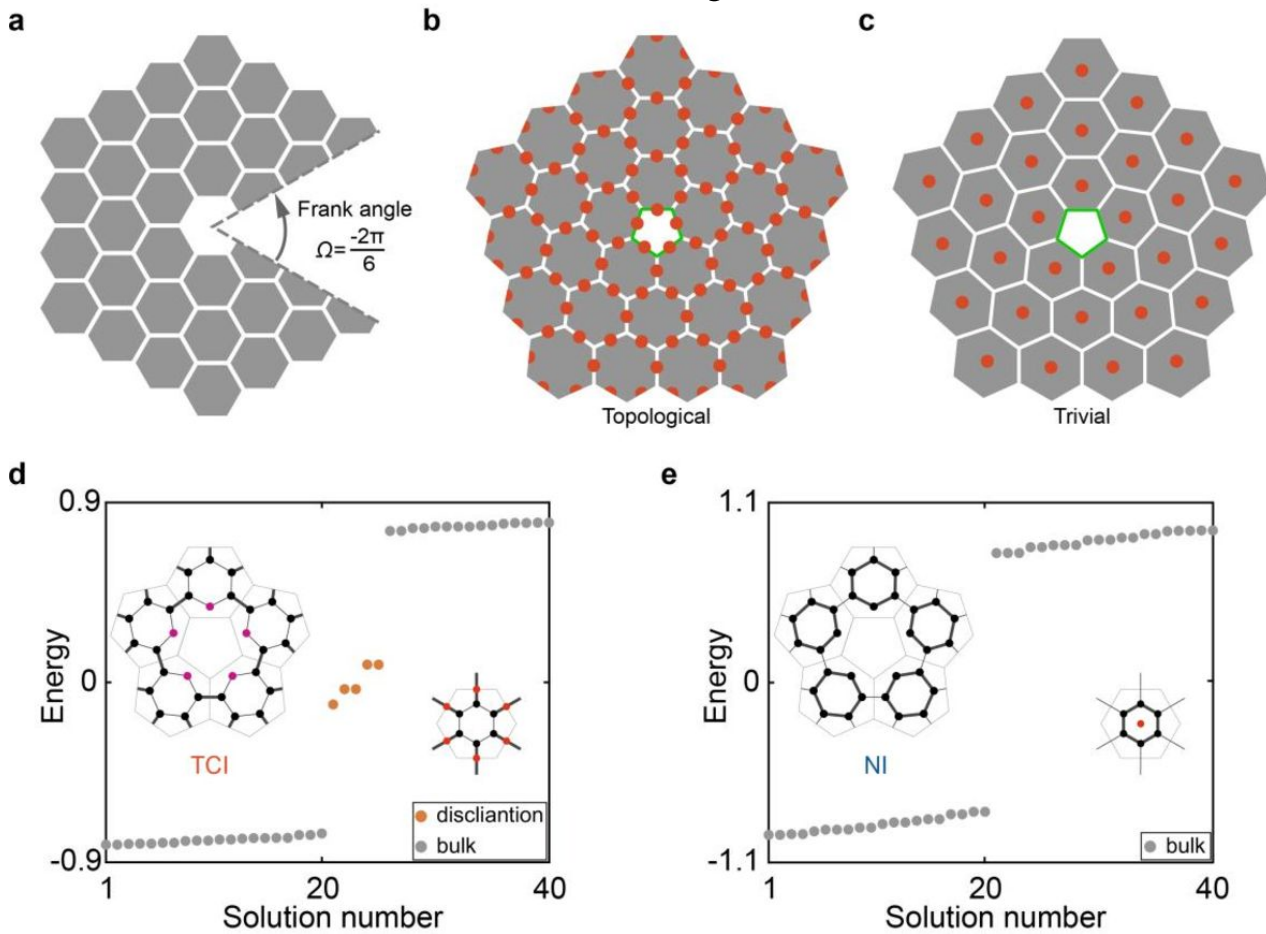 a
b
c
Frank angle
Ω=-2π/6
Topological
Trivial
d
e
0.9
0
-0.9
Energy
TCI
discliantion
bulk
1
20
40
Solution number
1.1
0
-1.1
Energy
NI
bulk
1
20
40
Solution number